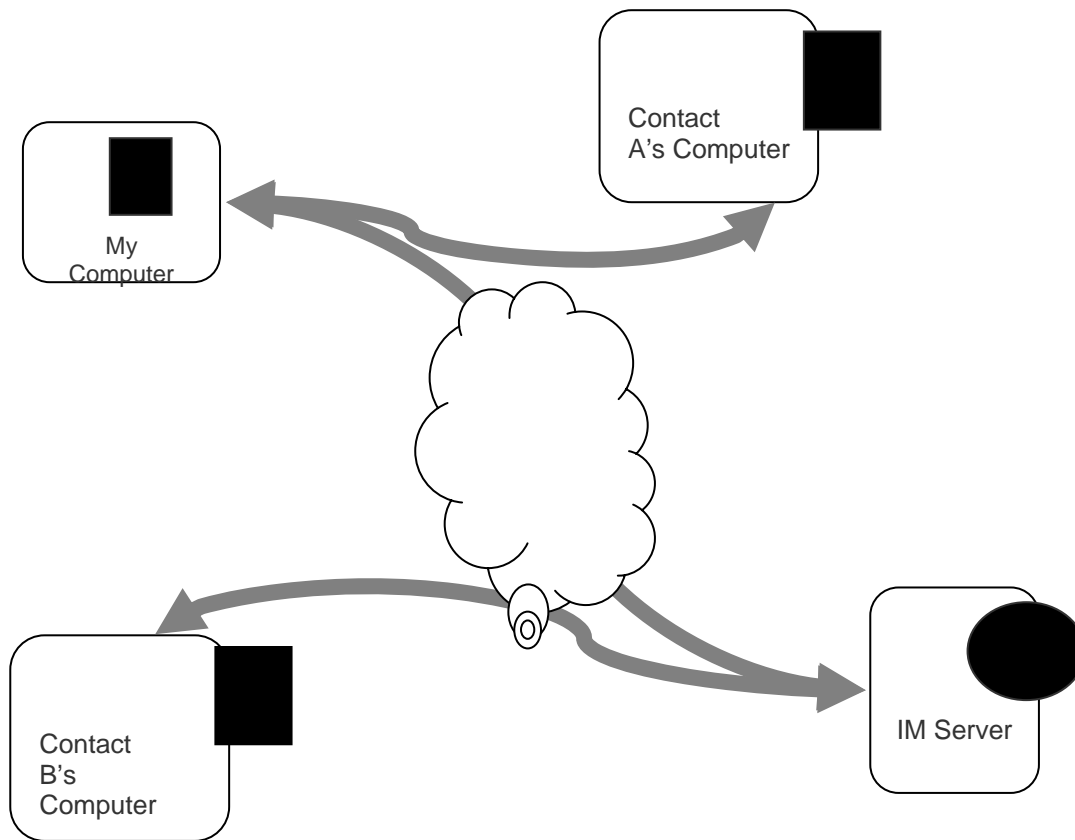 Contact
A's Computer
My
Computer
Contact
B's
Computer
IM Server